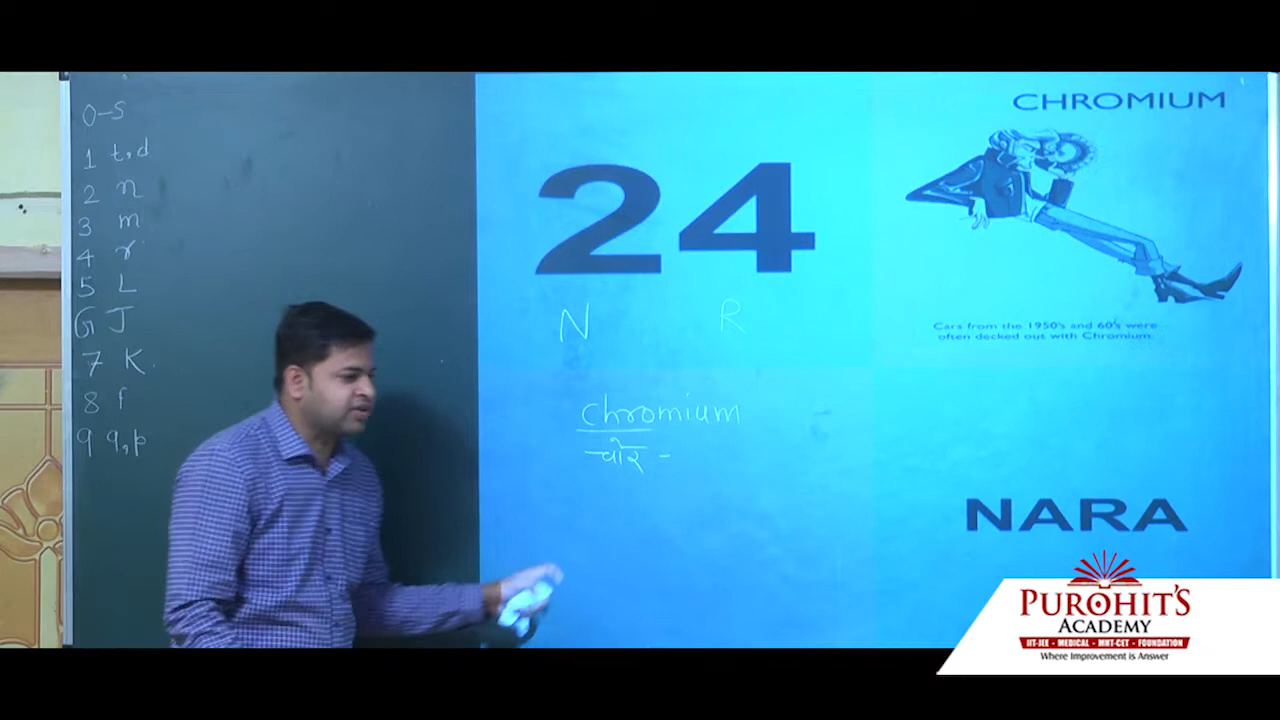 0-S
1 t,d
2 n
3 m
4 r
5 L
6 J
7 K
8 f
9 q,p
24
N R
chromium
चोर -
CHROMIUM
Cars from the 1950's and 60's were
often decked out with Chromium.
NARA
PUROHIT'S
ACADEMY
IIT-JEE - MEDICAL - MHT-CET - FOUNDATION
Where Improvement is Answer